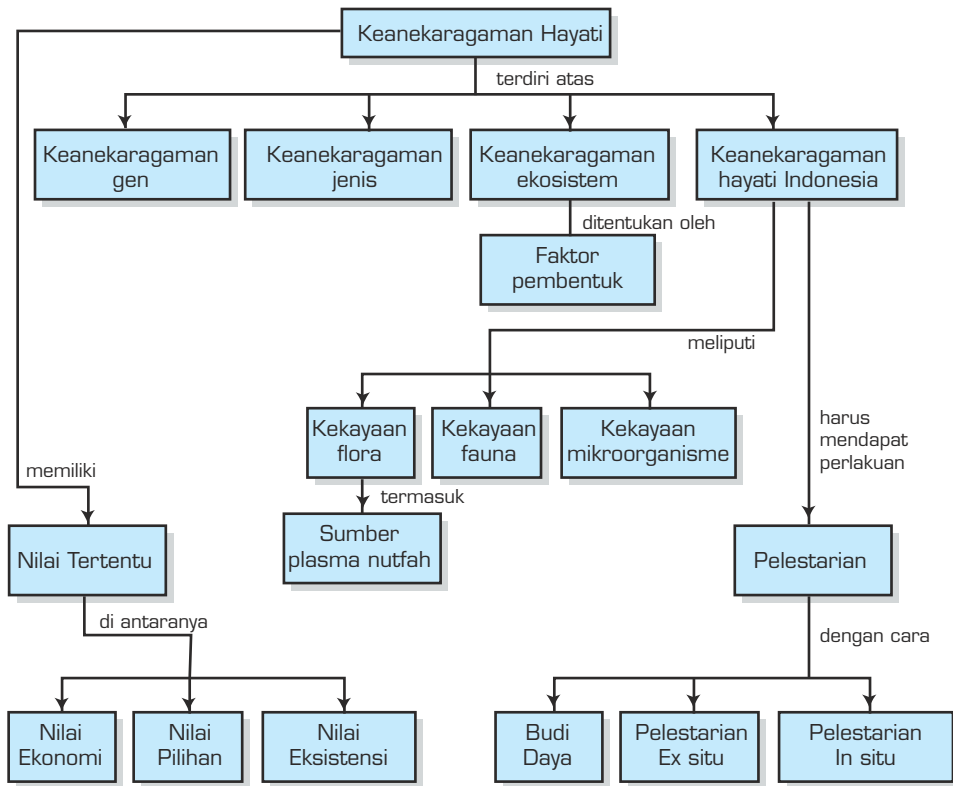 Keanekaragaman Hayati
terdiri atas
Keanekaragaman
gen
Keanekaragaman
jenis
Keanekaragaman
ekosistem
Keanekaragaman
hayati Indonesia
ditentukan oleh
Faktor
pembentuk
meliputi
Kekayaan
flora
Kekayaan
fauna
Kekayaan
mikroorganisme
harus
mendapat
perlakuan
memiliki
termasuk
Sumber
plasma nutfah
Nilai Tertentu
Pelestarian
di antaranya
dengan cara
Nilai
Ekonomi
Nilai
Pilihan
Nilai
Eksistensi
Budi
Daya
Pelestarian
Ex situ
Pelestarian
In situ